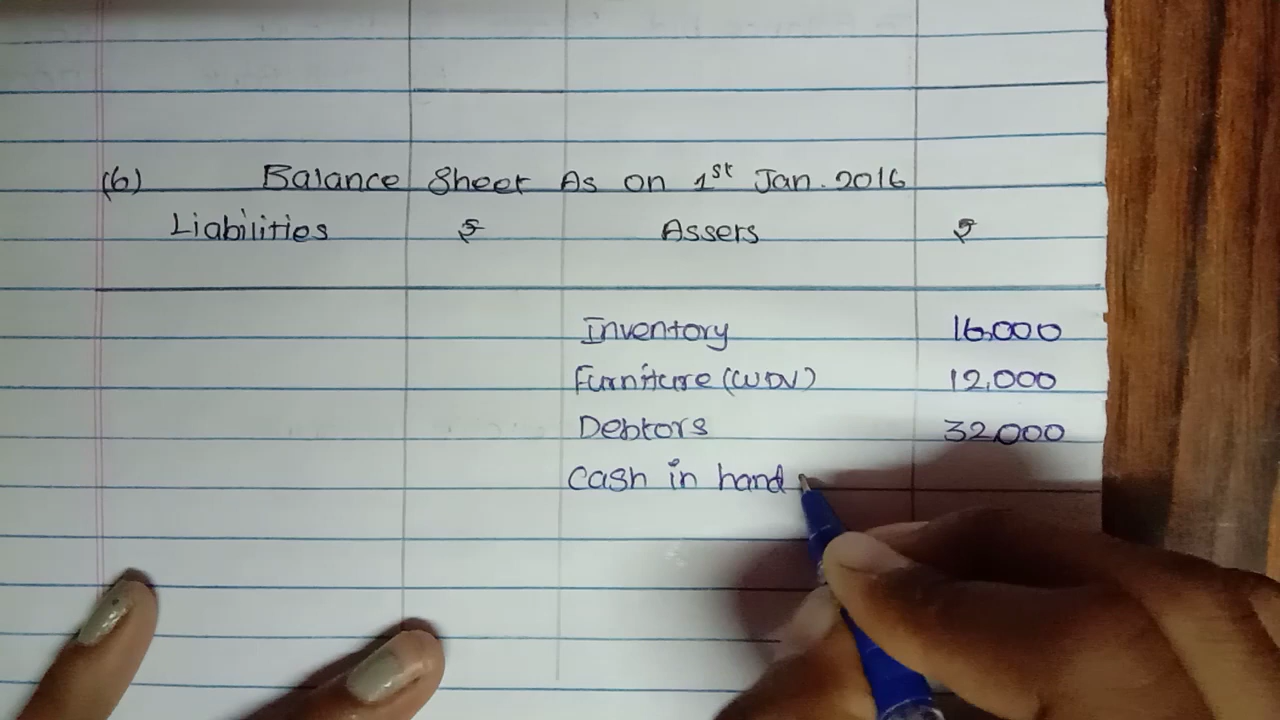 (6) Balance Sheet As on 1st Jan. 2016
Liabilities ₹ Assets ₹
Inventory 16,000
Furniture (WDV) 12,000
Debtors 32,000
Cash in hand